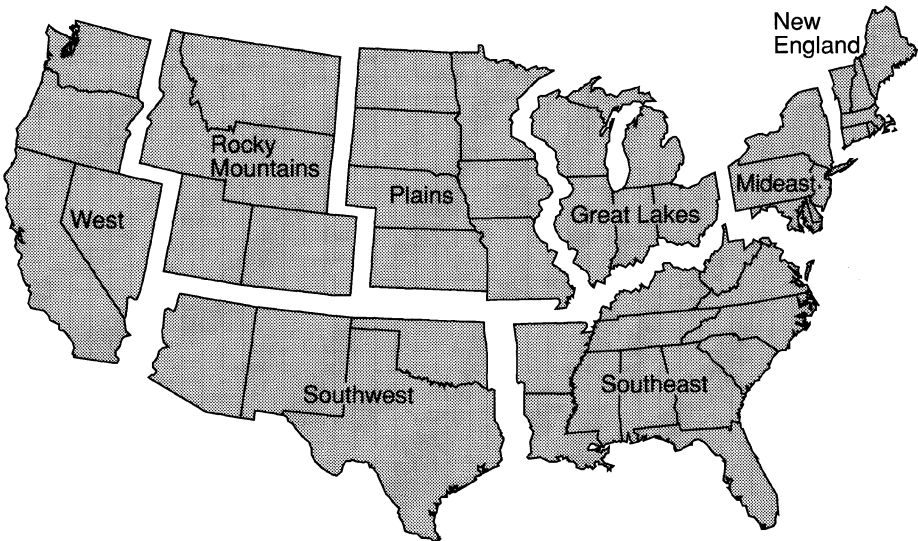 New
England
Rocky
Mountains
Mideast
Plains
West
Great Lakes
Southwest
Southeast